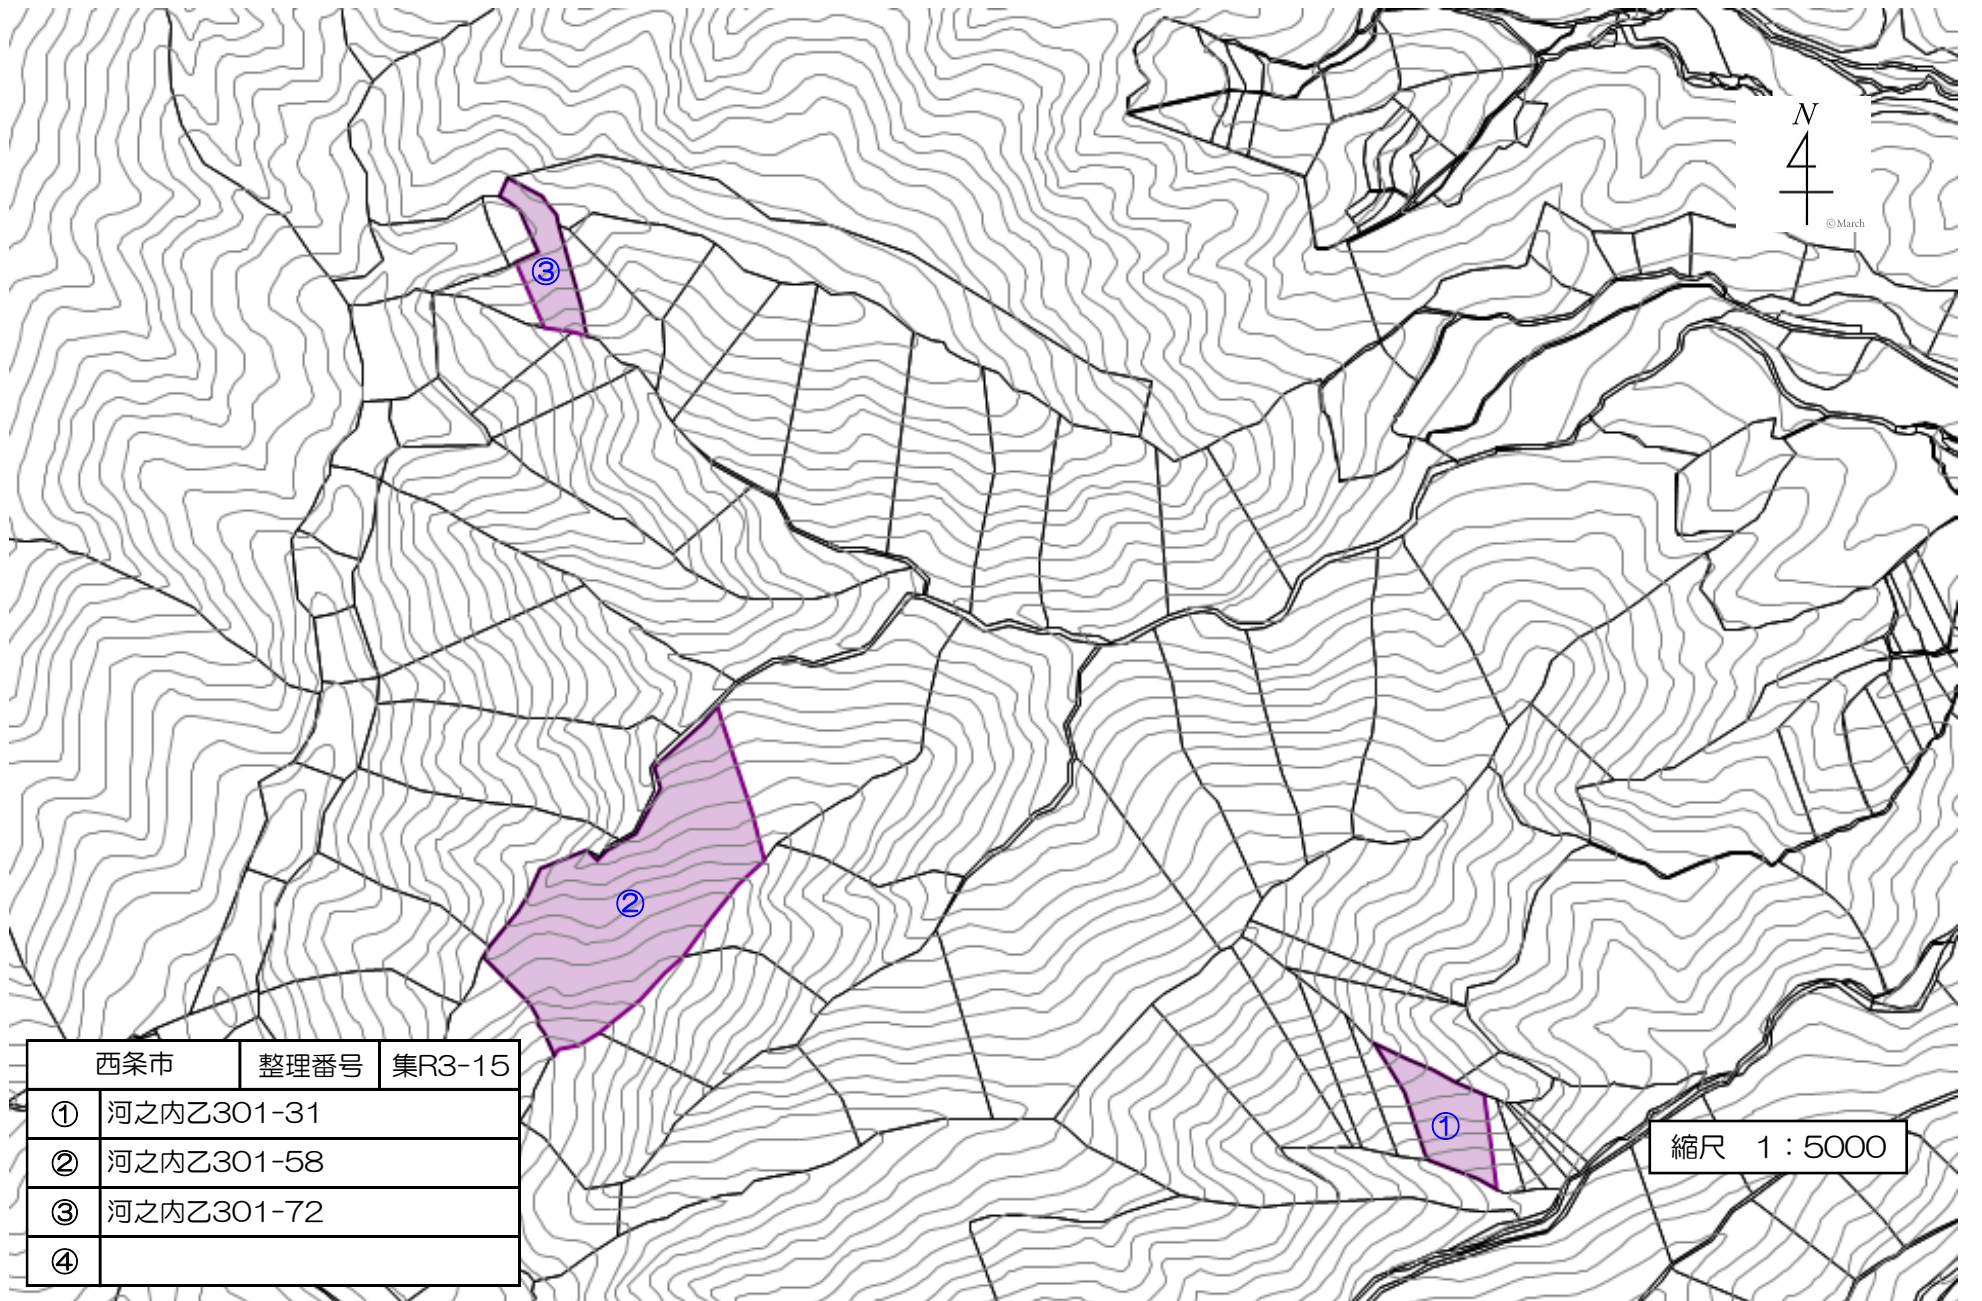 N
©March
③
②
①
西条市 整理番号 集R3-15
① 河之内乙301-31
② 河之内乙301-58
③ 河之内乙301-72
④
縮尺 1：5000